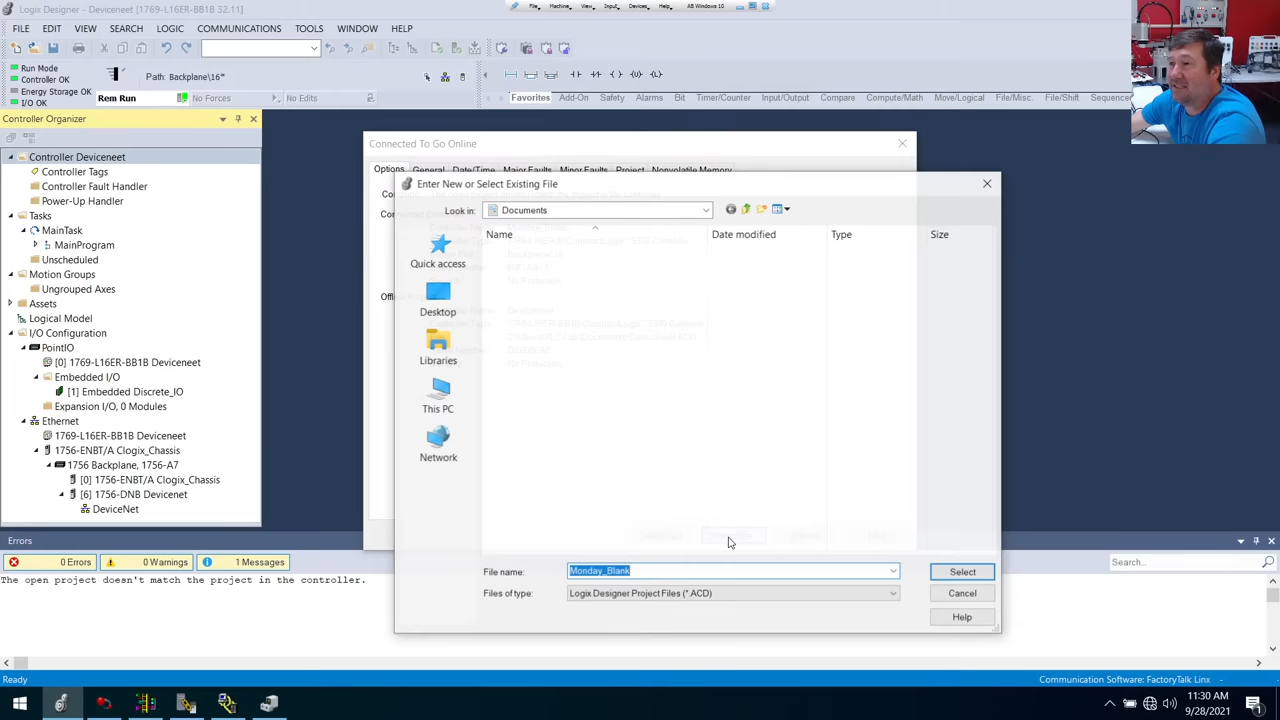 Logix Designer - Devicenet [1769-L16ER-BB1B 32.11]
File Machine View Input Devices Help AB Windows 10
FILE EDIT VIEW SEARCH LOGIC COMMUNICATIONS TOOLS WINDOW HELP
Run Mode
Controller OK
Energy Storage OK
I/O OK
Path: Backplane\16*
Rem Run
No Forces
No Edits
Favorites Add-On Safety Alarms Bit Timer/Counter Input/Output Compare Compute/Math Move/Logical File/Misc. File/Shift Sequence
Controller Organizer
Controller Devicenet
Controller Tags
Controller Fault Handler
Power-Up Handler
Tasks
MainTask
MainProgram
Unscheduled
Motion Groups
Ungrouped Axes
Assets
Logical Model
I/O Configuration
PointIO
[0] 1769-L16ER-BB1B Devicenet
Embedded I/O
[1] Embedded Discrete_IO
Expansion I/O, 0 Modules
Ethernet
1769-L16ER-BB1B Devicenet
1756-ENBT/A Clogix_Chassis
1756 Backplane, 1756-A7
[0] 1756-ENBT/A Clogix_Chassis
[6] 1756-DNB Devicenet
DeviceNet
Connected To Go Online
Options General Date/Time Major Faults Minor Faults Project Nonvolatile Memory
Enter New or Select Existing File
Look in: Documents
Name Date modified Type Size
Quick access
Desktop
Libraries
This PC
Network
File name: Monday_Blank
Files of type: Logix Designer Project Files (*.ACD)
Select
Cancel
Help
Errors
0 Errors 0 Warnings 1 Messages
Search...
The open project doesn't match the project in the controller.
Communication Software: FactoryTalk Linx
11:30 AM
9/28/2021
1